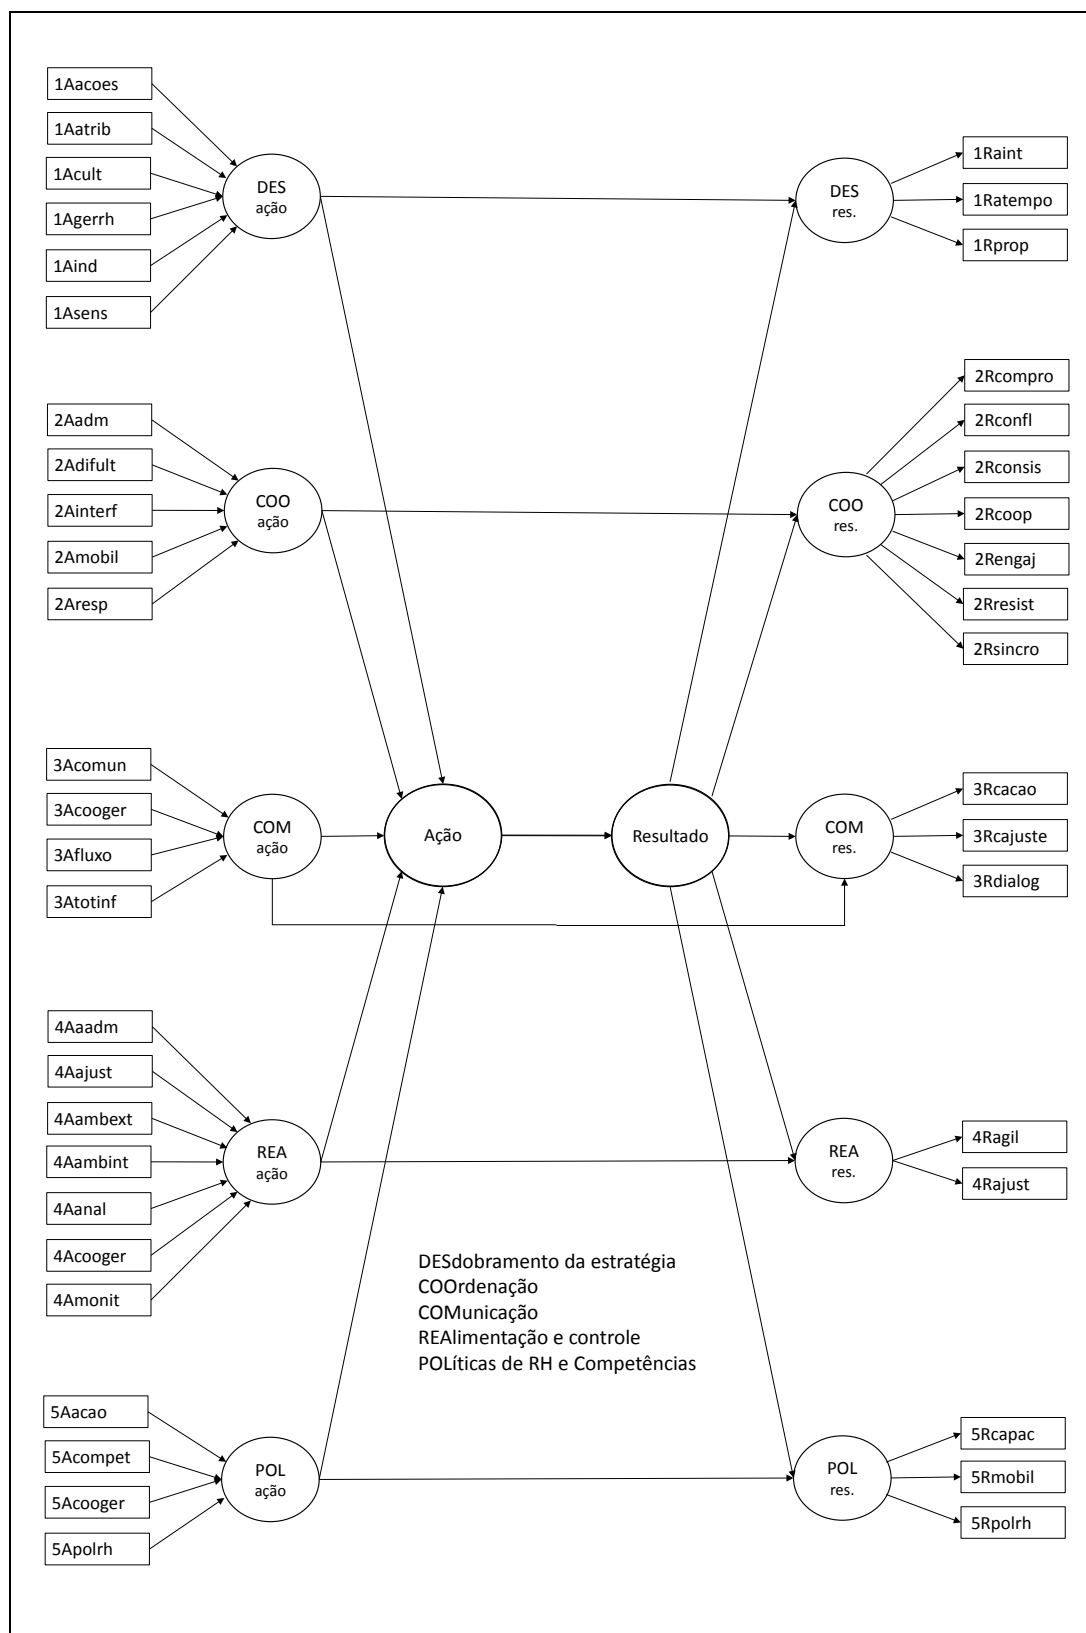 1Aacoes
1Aatrib
1Acult
1Agerrh
1Aind
1Asens
DES
ação
DES
res.
1Raint
1Ratempo
1Rprop
2Aadm
2Adifult
2Ainterf
2Amobil
2Aresp
COO
ação
COO
res.
2Rcompro
2Rconfl
2Rconsis
2Rcoop
2Rengaj
2Rresist
2Rsincro
3Acomun
3Acooger
3Afluxo
3Atotinf
COM
ação
Ação
Resultado
COM
res.
3Rcacao
3Rcajuste
3Rdialog
4Aaadm
4Aajust
4Aambext
4Aambint
4Aanal
4Acooger
4Amonit
REA
ação
REA
res.
4Ragil
4Rajust
DESdobramento da estratégia
COOrdenação
COMunicação
REAlimentação e controle
POLíticas de RH e Competências
5Aacao
5Acompet
5Acooger
5Apolrh
POL
ação
POL
res.
5Rcapac
5Rmobil
5Rpolrh